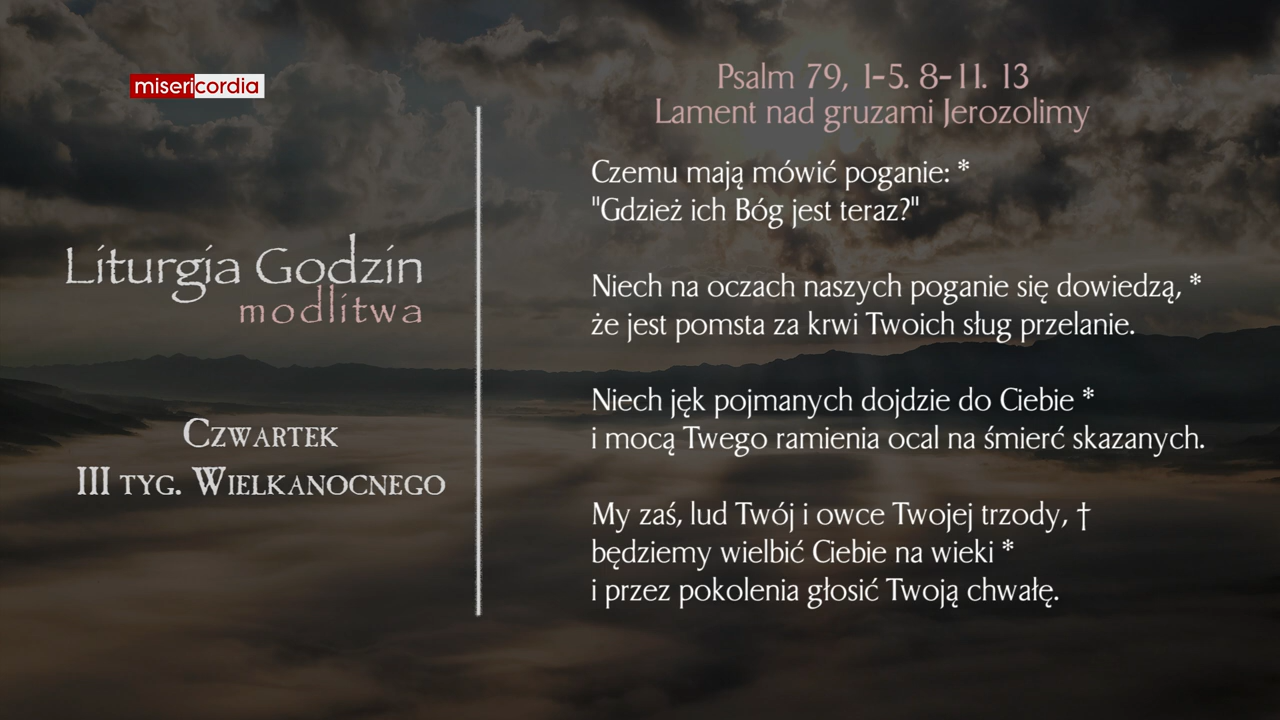 misericordia
Liturgia Godzin
modlitwa
Czwartek
III tyg. Wielkanocnego
Psalm 79, 1-5. 8-11. 13
Lament nad gruzami Jerozolimy
Czemu mają mówić poganie: *
"Gdzież ich Bóg jest teraz?"
Niech na oczach naszych poganie się dowiedzą, *
że jest pomsta za krwi Twoich sług przelanie.
Niech jęk pojmanych dojdzie do Ciebie *
i mocą Twego ramienia ocal na śmierć skazanych.
My zaś, lud Twój i owce Twojej trzody, †
będziemy wielbić Ciebie na wieki *
i przez pokolenia głosić Twoją chwałę.